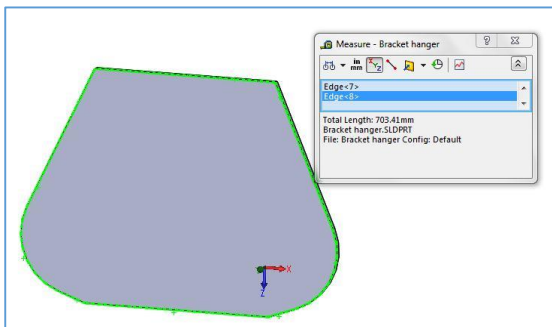 Measure - Bracket hanger
in
mm
XYZ
Edge<7>
Edge<8>
Total Length: 703.41mm
Bracket hanger.SLDPRT
File: Bracket hanger Config: Default
X
Z